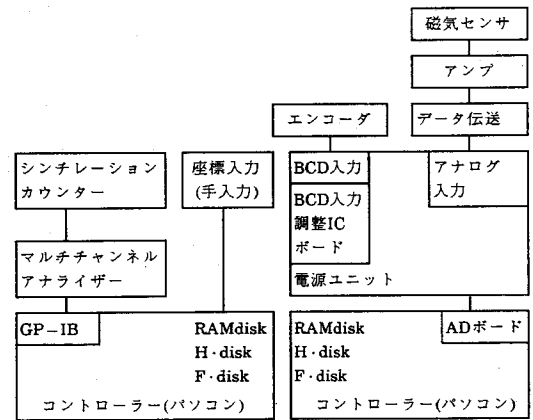 磁気センサ
アンプ
エンコーダ
データ伝送
シンチレーション
カウンター
座標入力
(手入力)
BCD入力
BCD入力
調整IC
ボード
アナログ
入力
電源ユニット
マルチチャンネル
アナライザー
GP－IB
RAMdisk
H・disk
F・disk
コントローラー(パソコン)
RAMdisk
H・disk
F・disk
ADボード
コントローラー(パソコン)